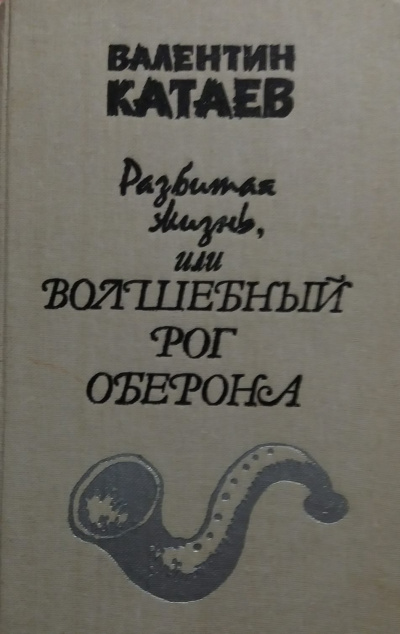 ВАЛЕНТИН
КАТАЕВ
Разбитая
жизнь,
или
ВОЛШЕБНЫЙ
РОГ
ОБЕРОНА